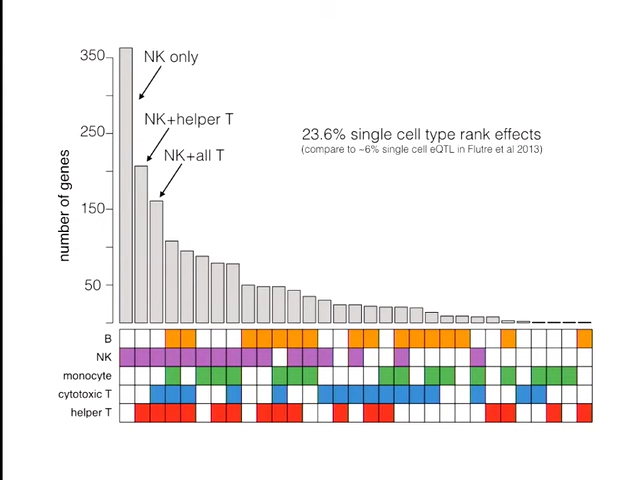 350
250
150
50
number of genes
NK only
NK+helper T
NK+all T
23.6% single cell type rank effects
(compare to ~6% single cell eQTL in Flutre et al 2013)
B
NK
monocyte
cytotoxic T
helper T